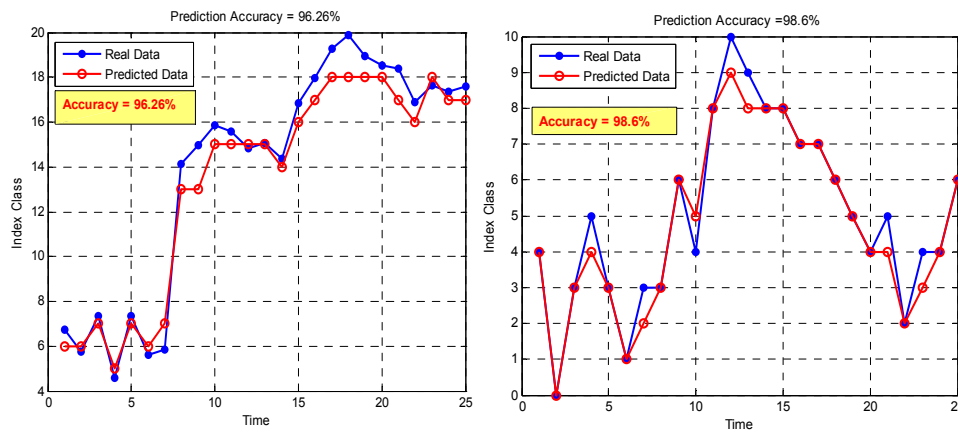 Prediction Accuracy = 96.26%
Real Data
Predicted Data
Accuracy = 96.26%
Index Class
20
18
16
14
12
10
8
6
4
0
5
10
15
20
25
Time
Prediction Accuracy =98.6%
Real Data
Predicted Data
Accuracy = 98.6%
Index Class
10
9
8
7
6
5
4
3
2
1
0
0
5
10
15
20
Time